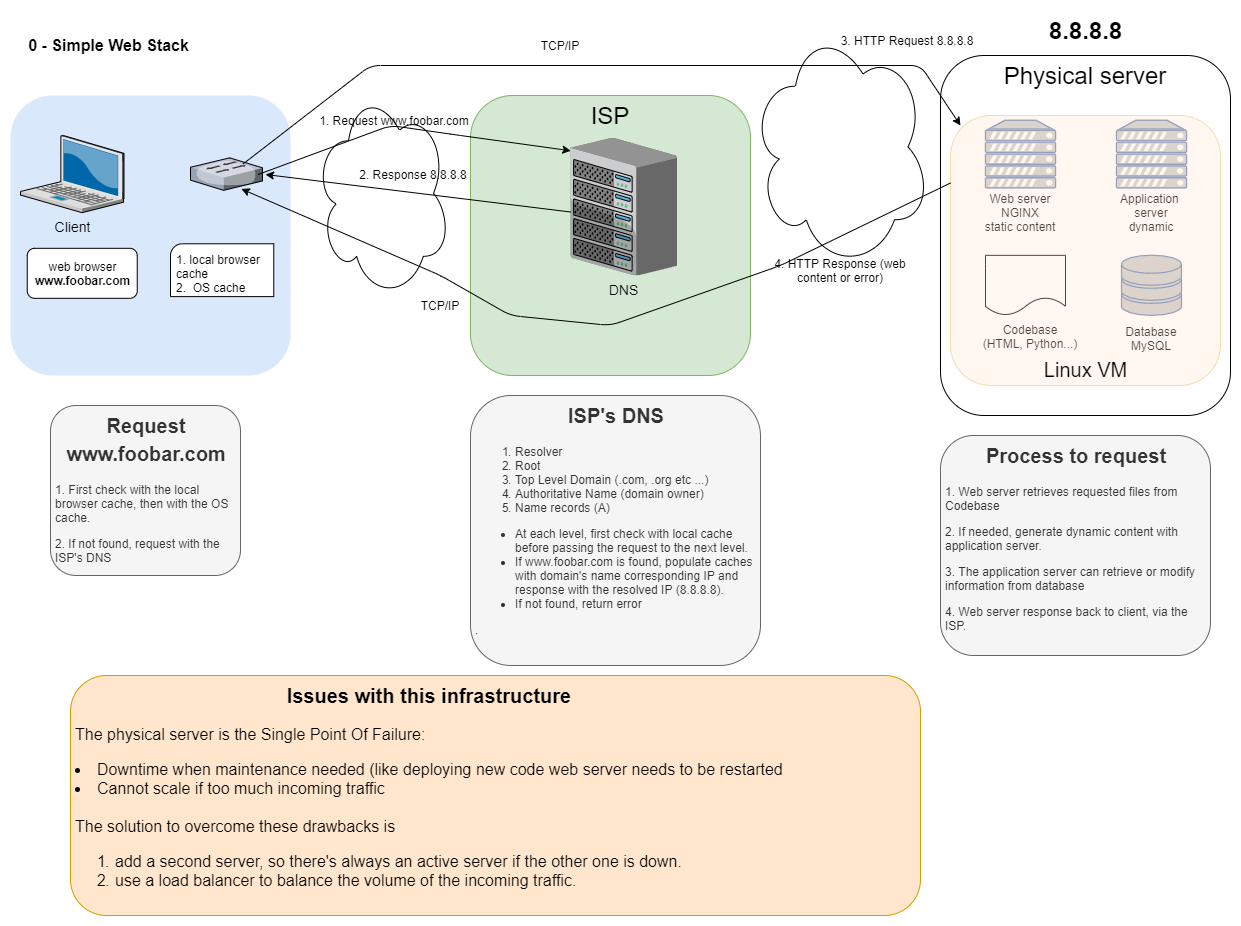 0 - Simple Web Stack
TCP/IP
3. HTTP Request 8.8.8.8
8.8.8.8
Physical server
ISP
1. Request www.foobar.com
2. Response 8.8.8.8
Client
web browser
www.foobar.com
1. local browser
cache
2. OS cache
DNS
TCP/IP
4. HTTP Response (web
content or error)
Web server
NGINX
static content
Application
server
dynamic
Codebase
(HTML, Python...)
Database
MySQL
Linux VM
Request
www.foobar.com
1. First check with the local
browser cache, then with the OS
cache.
2. If not found, request with the
ISP's DNS
ISP's DNS
1. Resolver
2. Root
3. Top Level Domain (.com, .org etc ...)
4. Authoritative Name (domain owner)
5. Name records (A)
• At each level, first check with local cache
before passing the request to the next level.
• If www.foobar.com is found, populate caches
with domain's name corresponding IP and
response with the resolved IP (8.8.8.8).
• If not found, return error
.
Process to request
1. Web server retrieves requested files from
Codebase
2. If needed, generate dynamic content with
application server.
3. The application server can retrieve or modify
information from database
4. Web server response back to client, via the
ISP.
Issues with this infrastructure
The physical server is the Single Point Of Failure:
• Downtime when maintenance needed (like deploying new code web server needs to be restarted
• Cannot scale if too much incoming traffic
The solution to overcome these drawbacks is
1. add a second server, so there's always an active server if the other one is down.
2. use a load balancer to balance the volume of the incoming traffic.